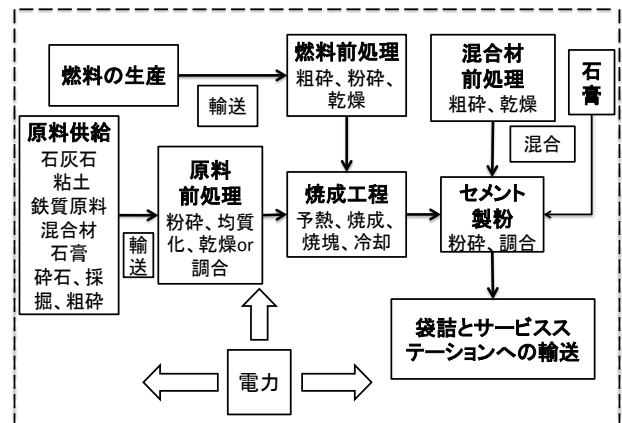 燃料の生産
輸送
燃料前処理
粗砕、粉砕、
乾燥
混合材
前処理
粗砕、乾燥
石
膏
混合
原料供給
石灰石
粘土
鉄質原料
混合材
石膏
砕石、採
掘、粗砕
輸
送
原料
前処理
粉砕、均質
化、乾燥or
調合
焼成工程
予熱、焼成、
焼塊、冷却
セメント
製粉
粉砕、調合
袋詰とサービスス
テーションへの輸送
電力